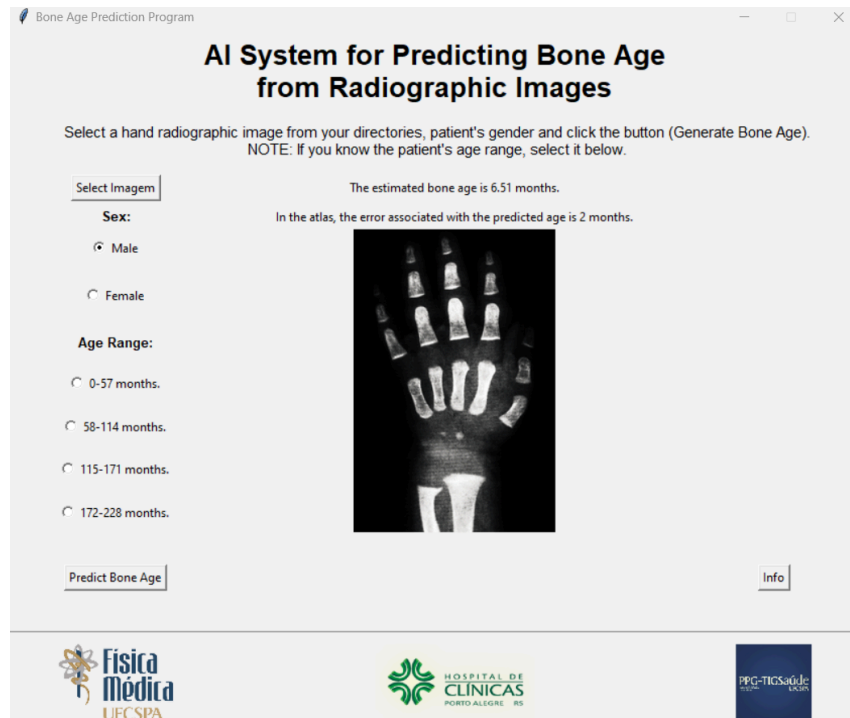 Bone Age Prediction Program
AI System for Predicting Bone Age
from Radiographic Images
Select a hand radiographic image from your directories, patient's gender and click the button (Generate Bone Age).
NOTE: If you know the patient's age range, select it below.
Select Imagem
The estimated bone age is 6.51 months.
Sex:
In the atlas, the error associated with the predicted age is 2 months.
Male
Female
Age Range:
0-57 months.
58-114 months.
115-171 months.
172-228 months.
Predict Bone Age
Info
Física
Médica
UFCSPA
HOSPITAL DE
CLÍNICAS
PORTO ALEGRE RS
PPG-TIGSaúde
UFCSPA